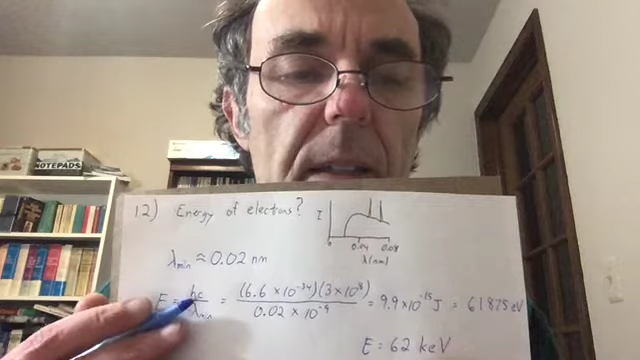 NOTEPADS
12) Energy of electrons?
I
0 0.04 0.08
λ(nm)
λmin ≈ 0.02 nm
E = hc/λmin = (6.6 × 10⁻³⁴)(3 × 10⁸)/0.02 × 10⁻⁹ = 9.9 × 10⁻¹⁵ J = 61875 eV
E = 62 keV